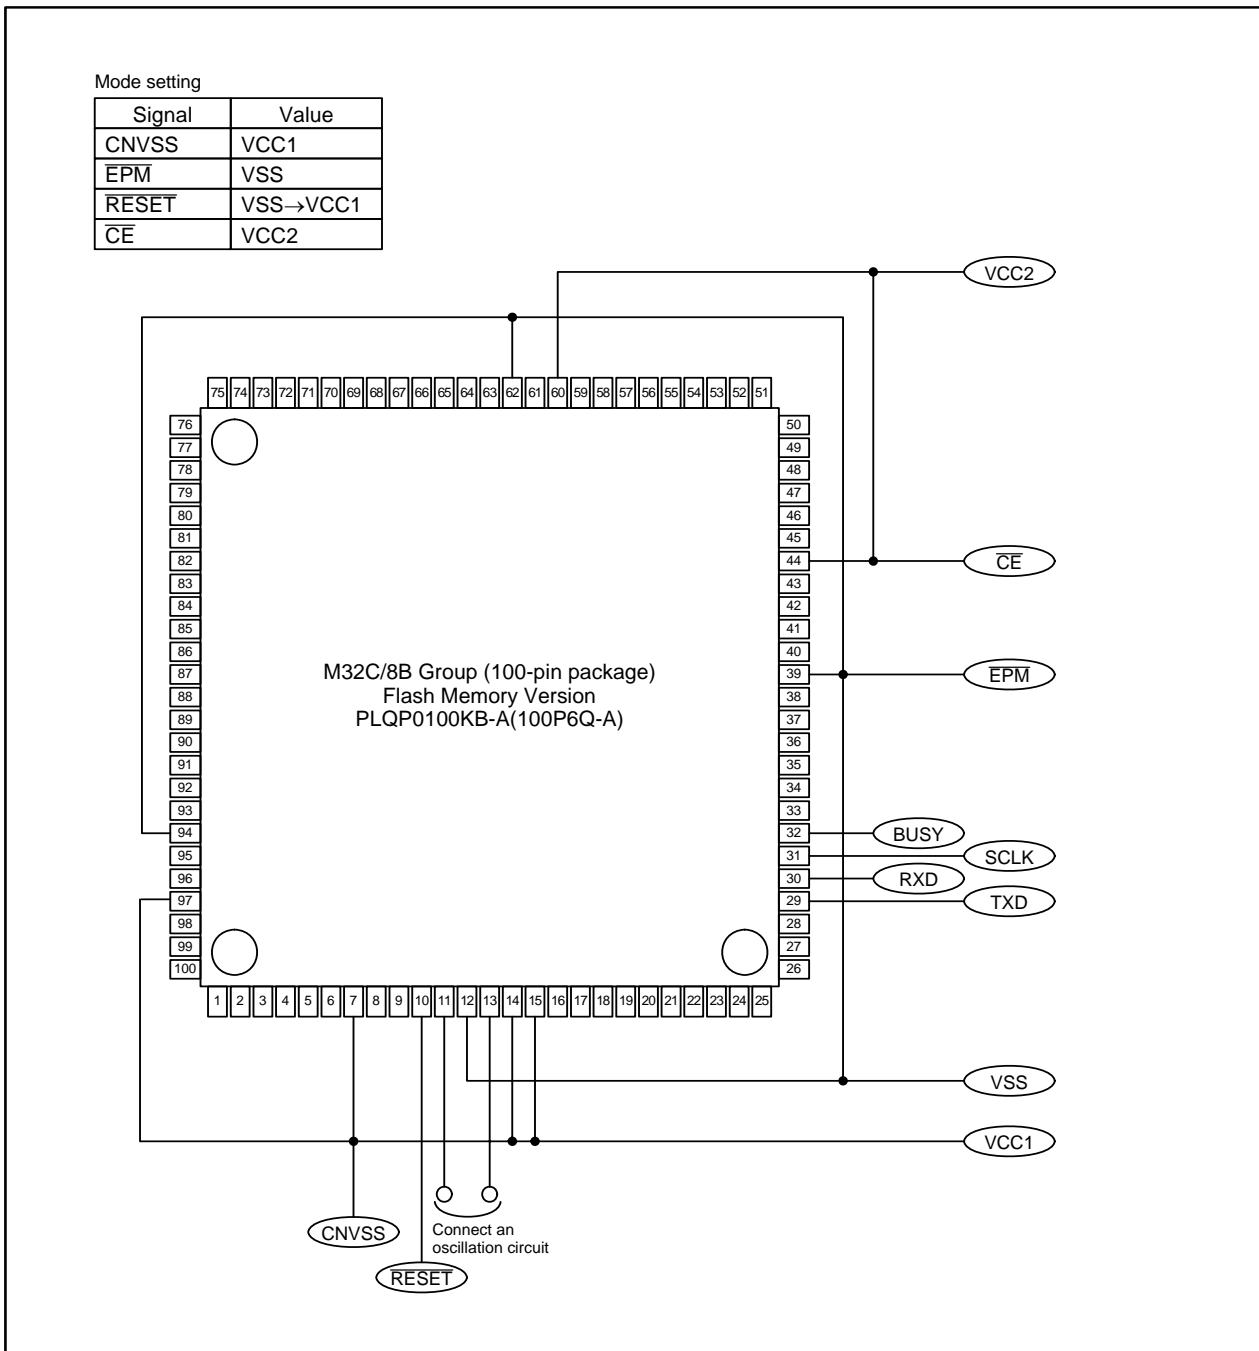 Mode setting
Signal Value
CNVSS VCC1
EPM VSS
RESET VSS→VCC1
CE VCC2
VCC2
75 74 73 72 71 70 69 68 67 66 65 64 63 62 61 60 59 58 57 56 55 54 53 52 51
76 50
77 49
78 48
79 47
80 46
81 45
82 44 CE
83 43
84 42
85 41
86 40
M32C/8B Group (100-pin package)
87 39 EPM
Flash Memory Version
88 38
PLQP0100KB-A(100P6Q-A)
89 37
90 36
91 35
92 34
93 33
94 32 BUSY
95 31 SCLK
96 30 RXD
97 29 TXD
98 28
99 27
100 26
1 2 3 4 5 6 7 8 9 10 11 12 13 14 15 16 17 18 19 20 21 22 23 24 25
VSS
VCC1
CNVSS
Connect an
oscillation circuit
RESET